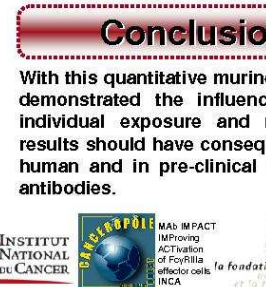 Conclusio
With this quantitative murine
demonstrated the influenc
individual exposure and
results should have conseq
human and in pre-clinical
antibodies.
INSTITUT
NATIONAL
DU CANCER
CANCEROPÔLE
MAb IMPACT
IMProving
ACTivation
of FcγRIIIa
effector cells
INCA
la fondati